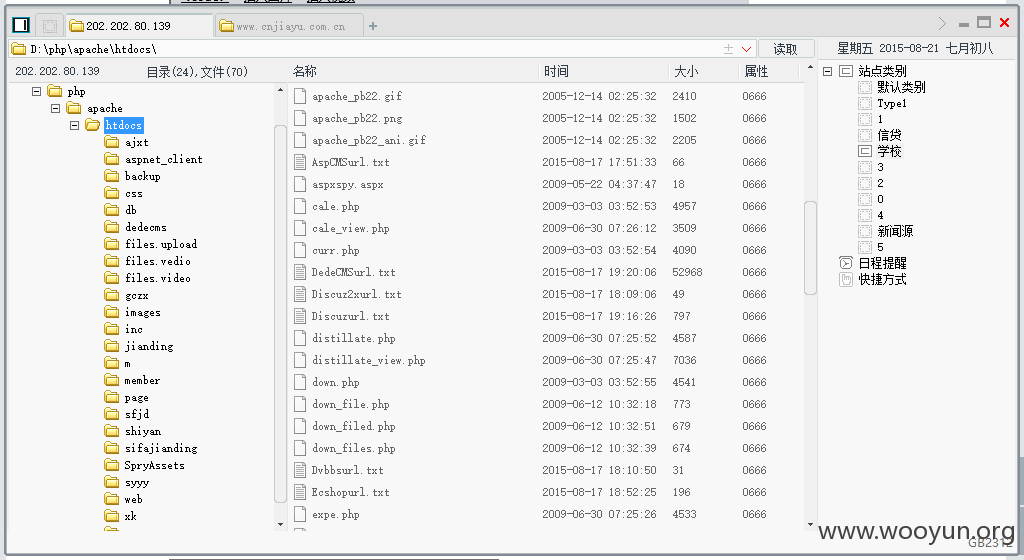 202.202.80.139 www.cnjiayu.com.cn +
D:\php\apache\htdocs\ 读取 星期五 2015-08-21 七月初八
202.202.80.139 目录(24),文件(70)
php
apache
htdocs
ajxt
aspnet_client
backup
css
db
dedecms
files.upload
files.vedio
files.video
gczx
images
inc
jianding
m
member
page
sfjd
shiyan
sifajianding
SpryAssets
syyy
web
xk
名称 时间 大小 属性
apache_pb22.gif 2005-12-14 02:25:32 2410 0666
apache_pb22.png 2005-12-14 02:25:32 1502 0666
apache_pb22_ani.gif 2005-12-14 02:25:32 2205 0666
AspCMSurl.txt 2015-08-17 17:51:33 66 0666
aspxspy.aspx 2009-05-22 04:37:47 18 0666
cale.php 2009-03-03 03:52:53 4957 0666
cale_view.php 2009-06-30 07:26:12 3509 0666
curr.php 2009-03-03 03:52:54 4090 0666
DedeCMSurl.txt 2015-08-17 19:20:06 52968 0666
Discuz2xurl.txt 2015-08-17 18:09:06 49 0666
Discuzurl.txt 2015-08-17 19:16:26 797 0666
distillate.php 2009-06-30 07:25:52 4587 0666
distillate_view.php 2009-06-30 07:25:47 7036 0666
down.php 2009-03-03 03:52:55 4541 0666
down_file.php 2009-06-12 10:32:18 773 0666
down_filed.php 2009-06-12 10:32:51 679 0666
down_files.php 2009-06-12 10:32:39 674 0666
Dvbbsurl.txt 2015-08-17 18:10:50 31 0666
Ecshopurl.txt 2015-08-17 18:52:25 196 0666
expe.php 2009-06-30 07:25:26 4533 0666
站点类别
默认类别
Type1
1
信贷
学校
3
2
0
4
新闻源
5
日程提醒
快捷方式
www.wooyun.org
GB2312